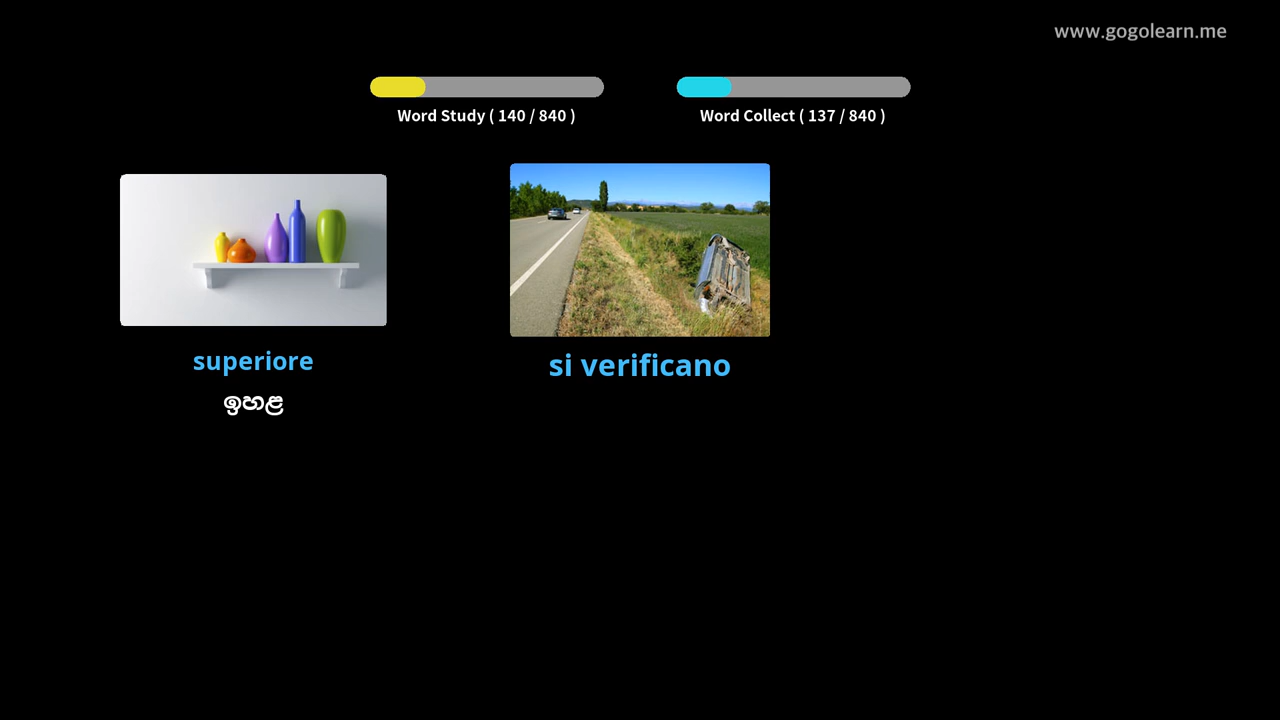 www.gogolearn.me
Word Study ( 140 / 840 )
Word Collect ( 137 / 840 )
superiore
ඉහළ
si verificano